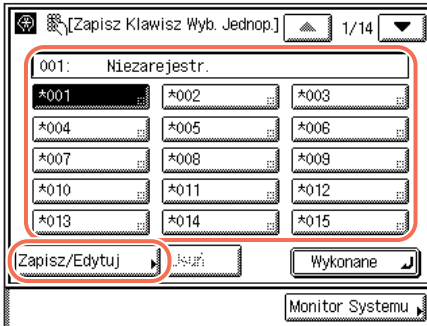 [Zapisz Klawisz Wyb. Jednop.] 1/14
001: Niezarejestr.
*001 *002 *003
*004 *005 *006
*007 *008 *009
*010 *011 *012
*013 *014 *015
Zapisz/Edytuj Usuń Wykonane
Monitor Systemu